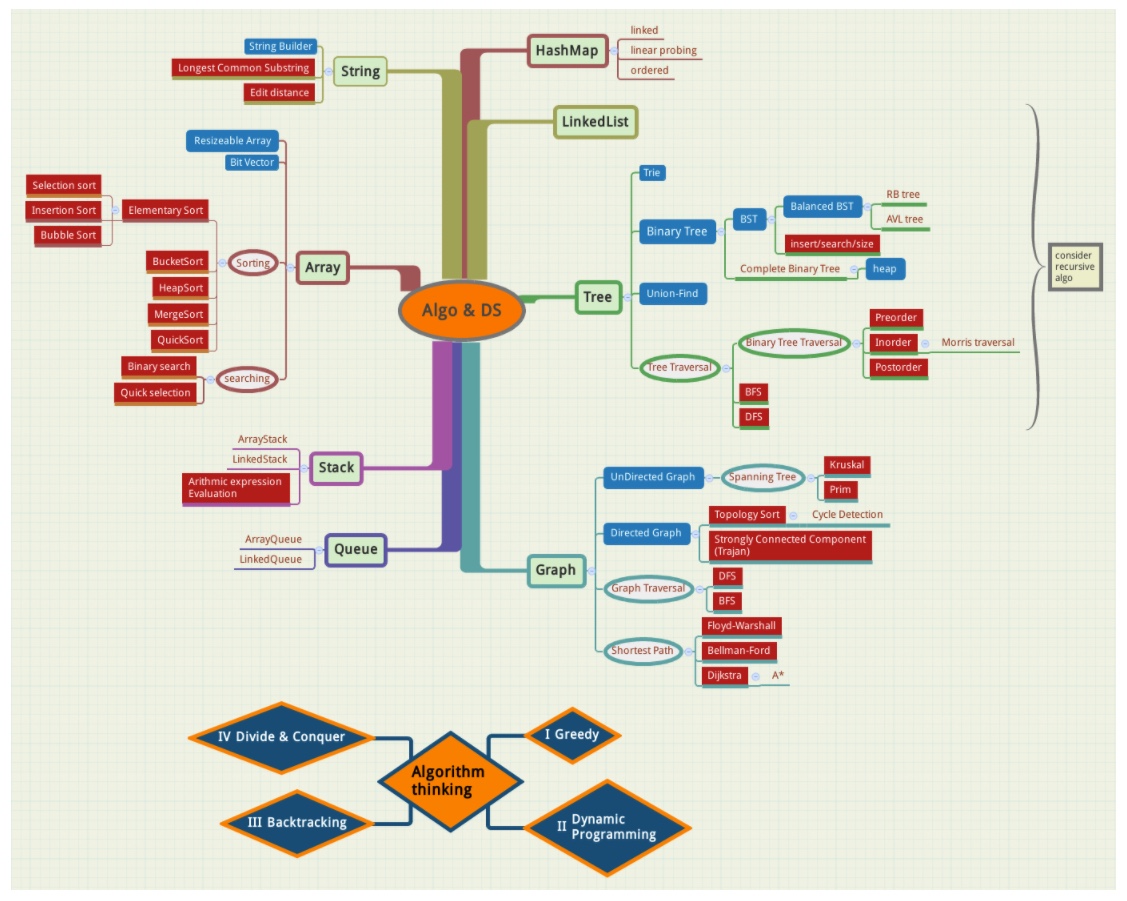 Algo & DS
String
String Builder
Longest Common Substring
Edit distance
Array
Resizeable Array
Bit Vector
Sorting
Elementary Sort
Selection sort
Insertion Sort
Bubble Sort
BucketSort
HeapSort
MergeSort
QuickSort
searching
Binary search
Quick selection
Stack
ArrayStack
LinkedStack
Arithmic expression
Evaluation
Queue
ArrayQueue
LinkedQueue
HashMap
linked
linear probing
ordered
LinkedList
Tree
Trie
Binary Tree
BST
Balanced BST
RB tree
AVL tree
insert/search/size
Complete Binary Tree
heap
Union-Find
Tree Traversal
Binary Tree Traversal
Preorder
Inorder
Morris traversal
Postorder
BFS
DFS
consider
recursive
algo
Graph
UnDirected Graph
Spanning Tree
Kruskal
Prim
Directed Graph
Topology Sort
Cycle Detection
Strongly Connected Component
(Trajan)
Graph Traversal
DFS
BFS
Shortest Path
Floyd-Warshall
Bellman-Ford
Dijkstra
A*
Algorithm
thinking
I Greedy
II Dynamic
Programming
III Backtracking
IV Divide & Conquer